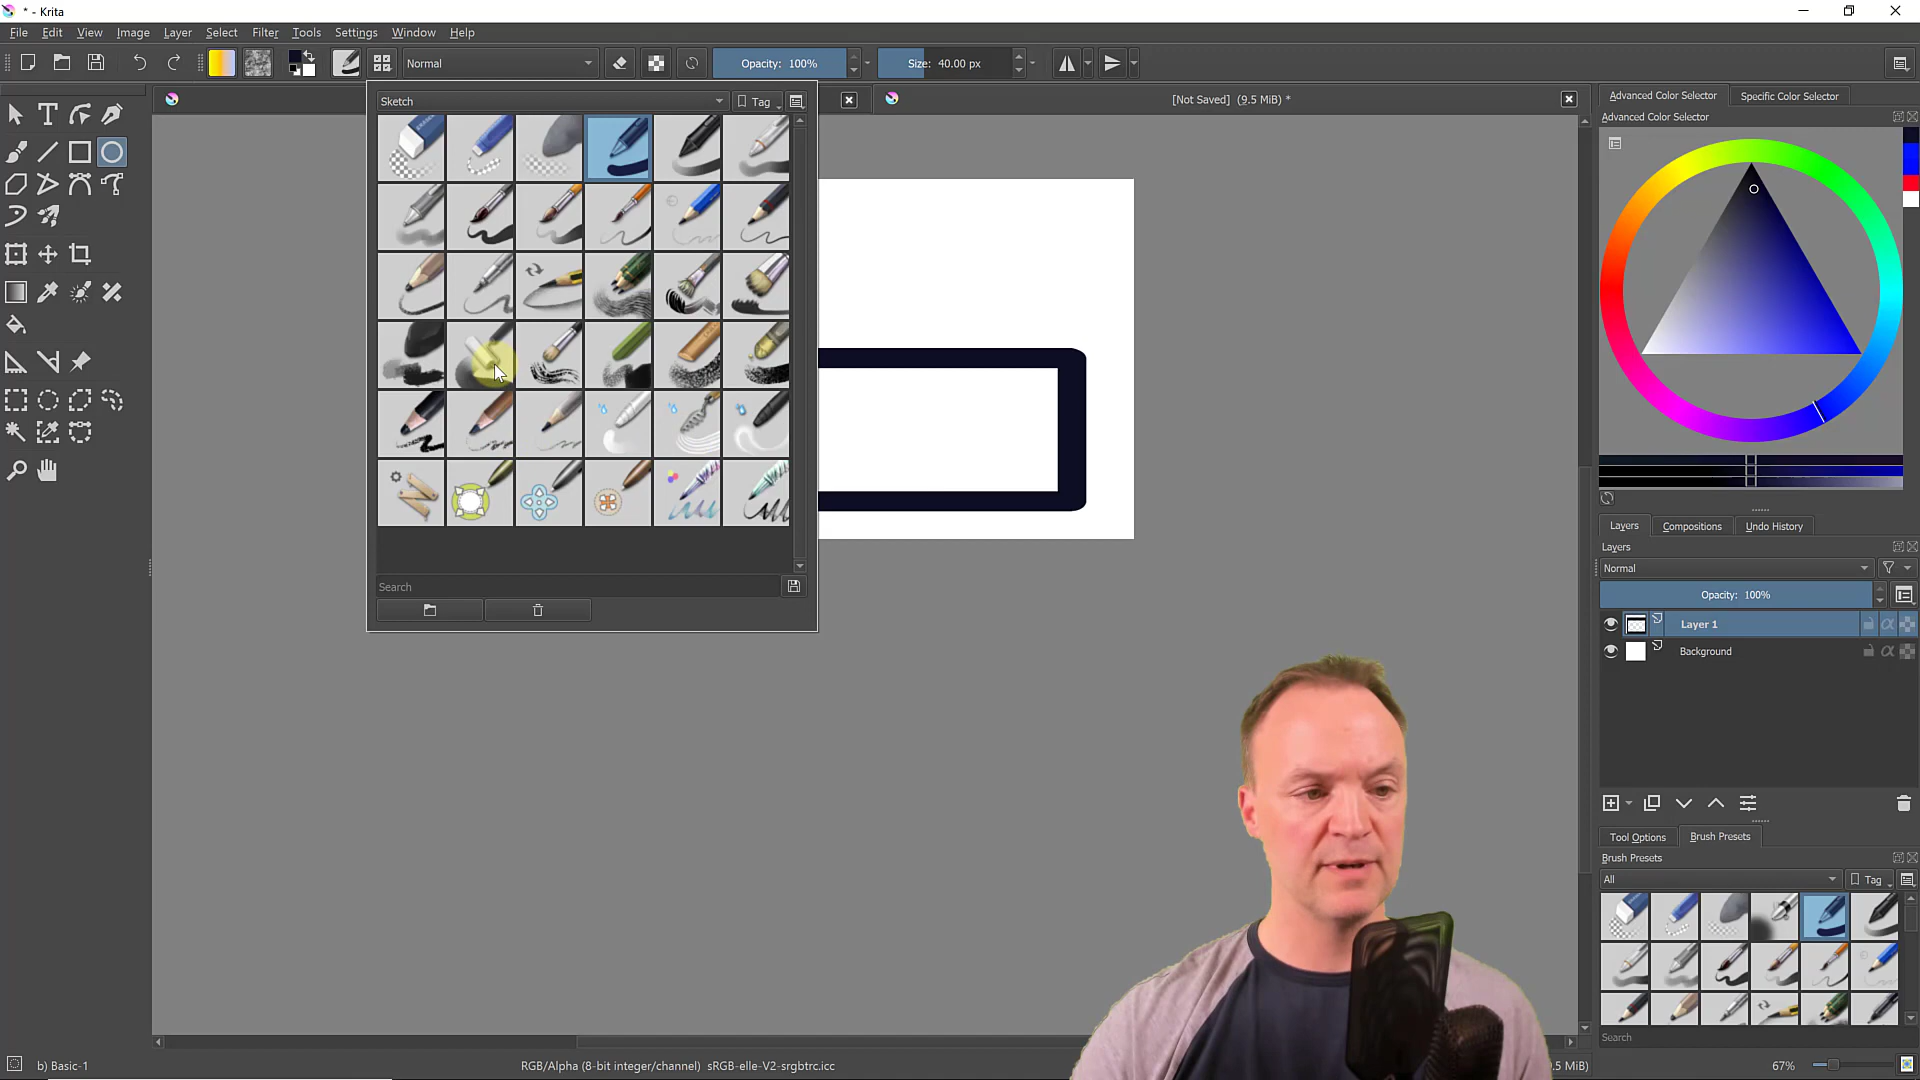 * - Krita
File Edit View Image Layer Select Filter Tools Settings Window Help
Normal Opacity: 100% Size: 40.00 px
[Not Saved] (9.5 MiB) *
Sketch Tag
Search
Advanced Color Selector Specific Color Selector
Advanced Color Selector
Layers Compositions Undo History
Layers
Normal
Opacity: 100%
Layer 1
Background
Tool Options Brush Presets
Brush Presets
All Tag
Search
b) Basic-1 RGB/Alpha (8-bit integer/channel) sRGB-elle-V2-srgbtrc.icc .5 MiB) 67%